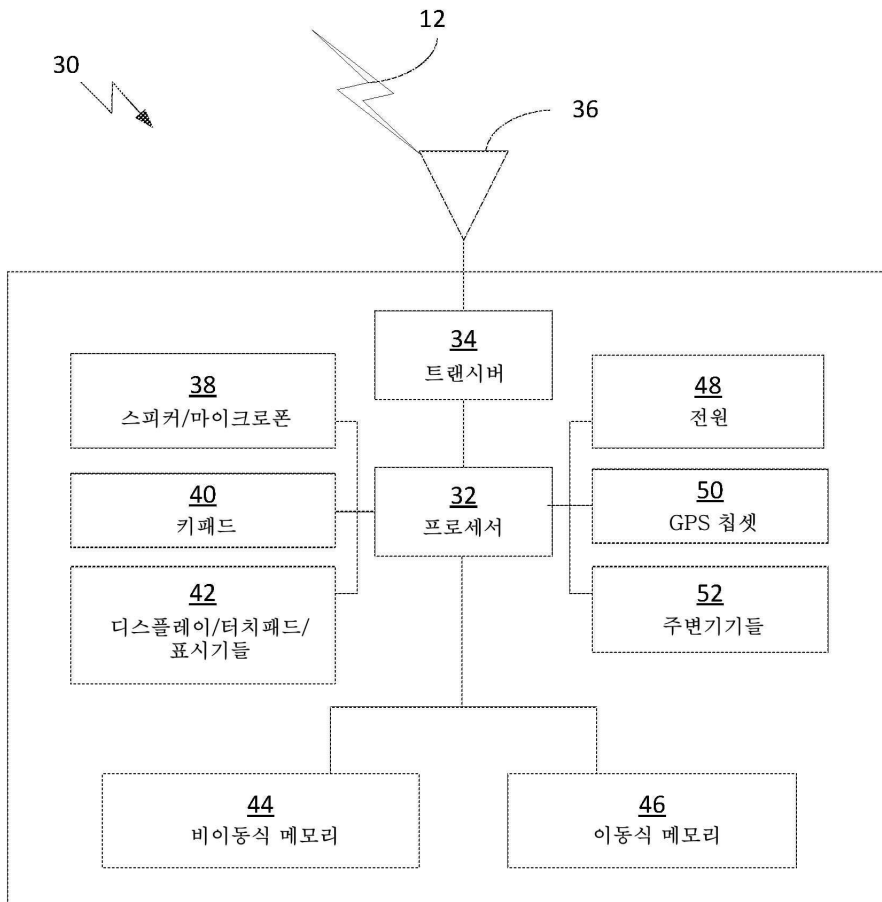 12
30
36
34
트랜시버
38
스피커/마이크로폰
48
전원
40
키패드
32
프로세서
50
GPS 칩셋
42
디스플레이/터치패드/
표시기들
52
주변기기들
44
비이동식 메모리
46
이동식 메모리